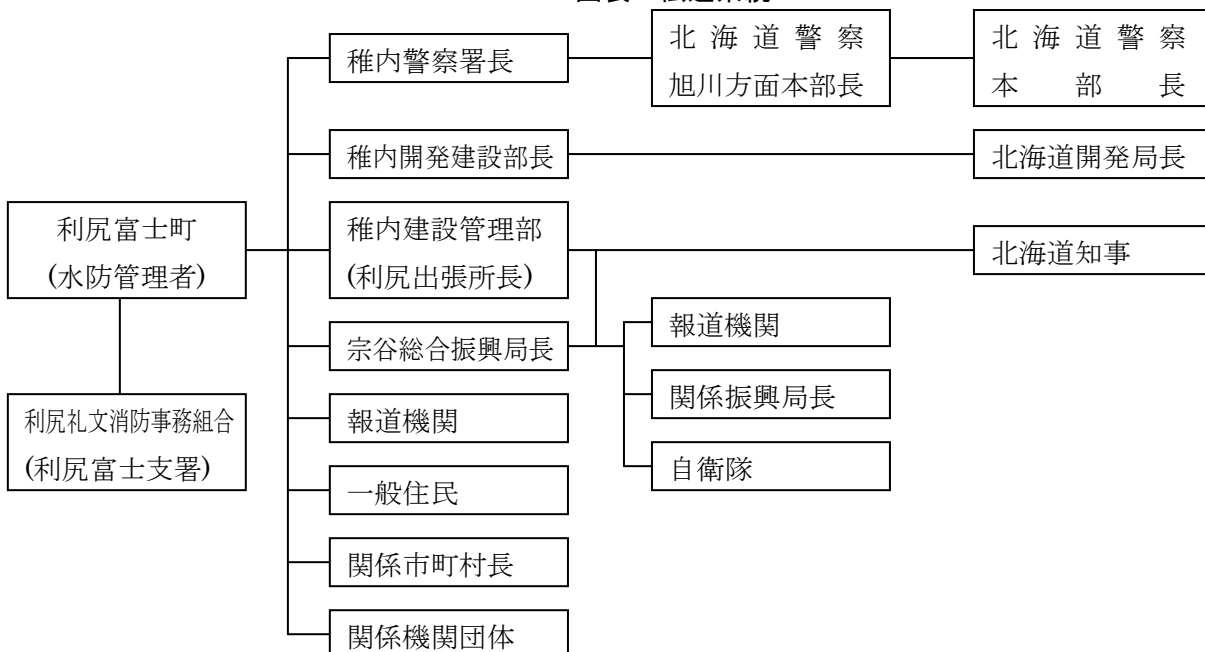 稚内警察署長
北海道警察
旭川方面本部長
北海道警察
本部長
稚内開発建設部長
北海道開発局長
利尻富士町
(水防管理者)
稚内建設管理部
(利尻出張所長)
北海道知事
宗谷総合振興局長
報道機関
関係振興局長
自衛隊
利尻礼文消防事務組合
(利尻富士支署)
報道機関
一般住民
関係市町村長
関係機関団体